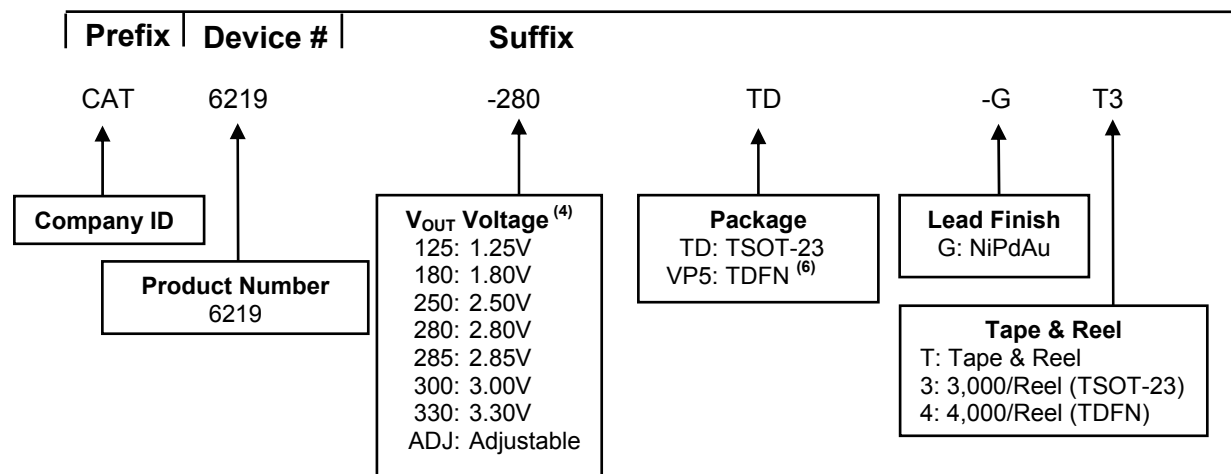 Prefix Device # Suffix
CAT 6219 -280 TD -G T3
Company ID
Product Number
6219
VOUT Voltage (4)
125: 1.25V
180: 1.80V
250: 2.50V
280: 2.80V
285: 2.85V
300: 3.00V
330: 3.30V
ADJ: Adjustable
Package
TD: TSOT-23
VP5: TDFN (6)
Lead Finish
G: NiPdAu
Tape & Reel
T: Tape & Reel
3: 3,000/Reel (TSOT-23)
4: 4,000/Reel (TDFN)